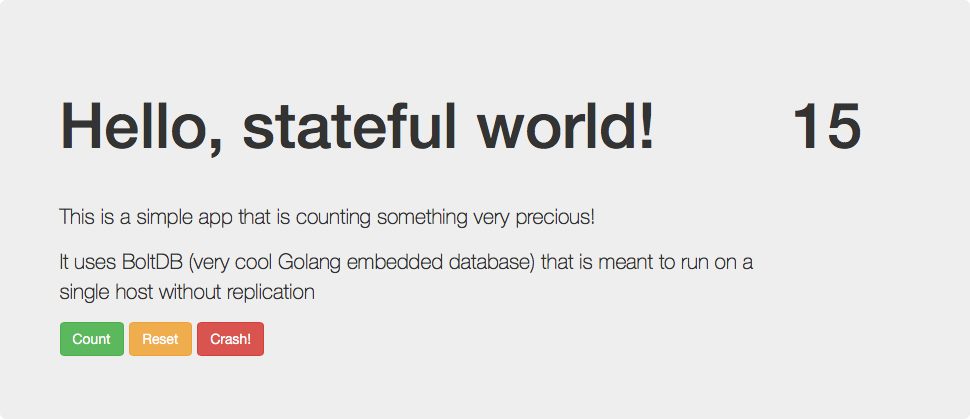 Hello, stateful world! 15
This is a simple app that is counting something very precious!
It uses BoltDB (very cool Golang embedded database) that is meant to run on a
single host without replication
Count Reset Crash!